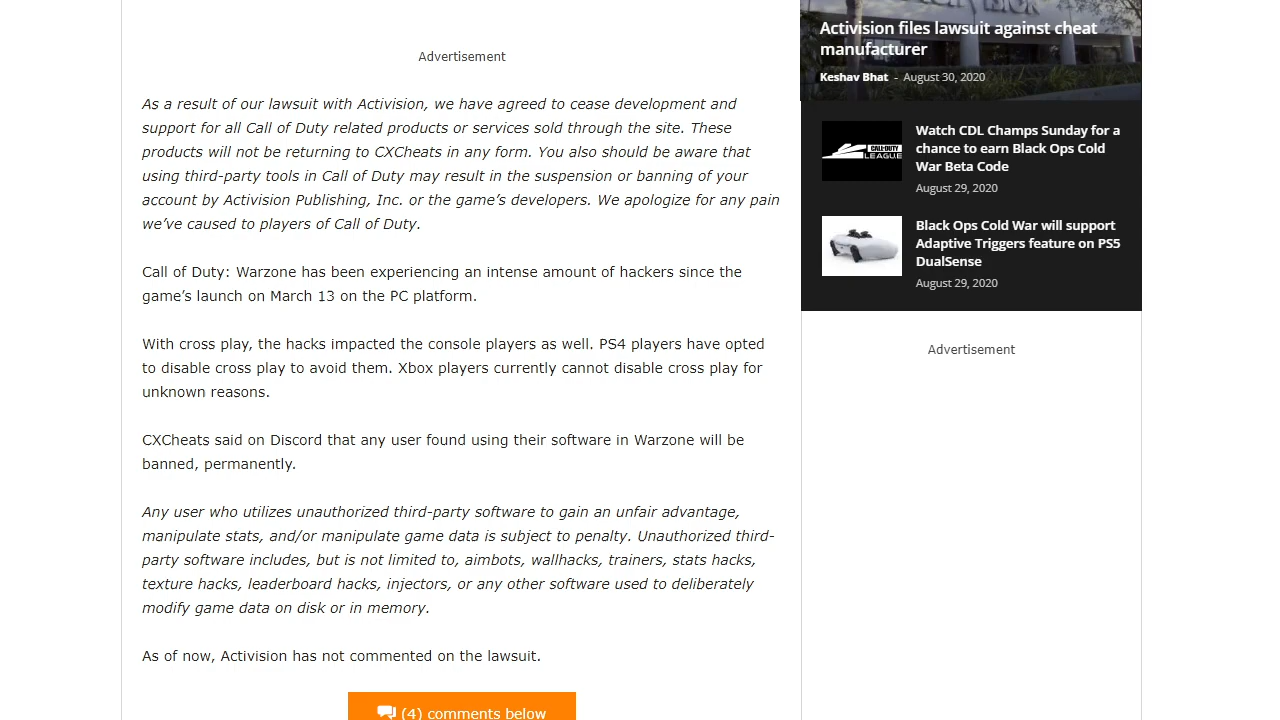 Advertisement
As a result of our lawsuit with Activision, we have agreed to cease development and
support for all Call of Duty related products or services sold through the site. These
products will not be returning to CXCheats in any form. You also should be aware that
using third-party tools in Call of Duty may result in the suspension or banning of your
account by Activision Publishing, Inc. or the game’s developers. We apologize for any pain
we’ve caused to players of Call of Duty.
Call of Duty: Warzone has been experiencing an intense amount of hackers since the
game’s launch on March 13 on the PC platform.
With cross play, the hacks impacted the console players as well. PS4 players have opted
to disable cross play to avoid them. Xbox players currently cannot disable cross play for
unknown reasons.
CXCheats said on Discord that any user found using their software in Warzone will be
banned, permanently.
Any user who utilizes unauthorized third-party software to gain an unfair advantage,
manipulate stats, and/or manipulate game data is subject to penalty. Unauthorized third-
party software includes, but is not limited to, aimbots, wallhacks, trainers, stats hacks,
texture hacks, leaderboard hacks, injectors, or any other software used to deliberately
modify game data on disk or in memory.
As of now, Activision has not commented on the lawsuit.
(4) comments below
Activision files lawsuit against cheat
manufacturer
Keshav Bhat - August 30, 2020
CALL OF DUTY
LEAGUE
Watch CDL Champs Sunday for a
chance to earn Black Ops Cold
War Beta Code
August 29, 2020
Black Ops Cold War will support
Adaptive Triggers feature on PS5
DualSense
August 29, 2020
Advertisement